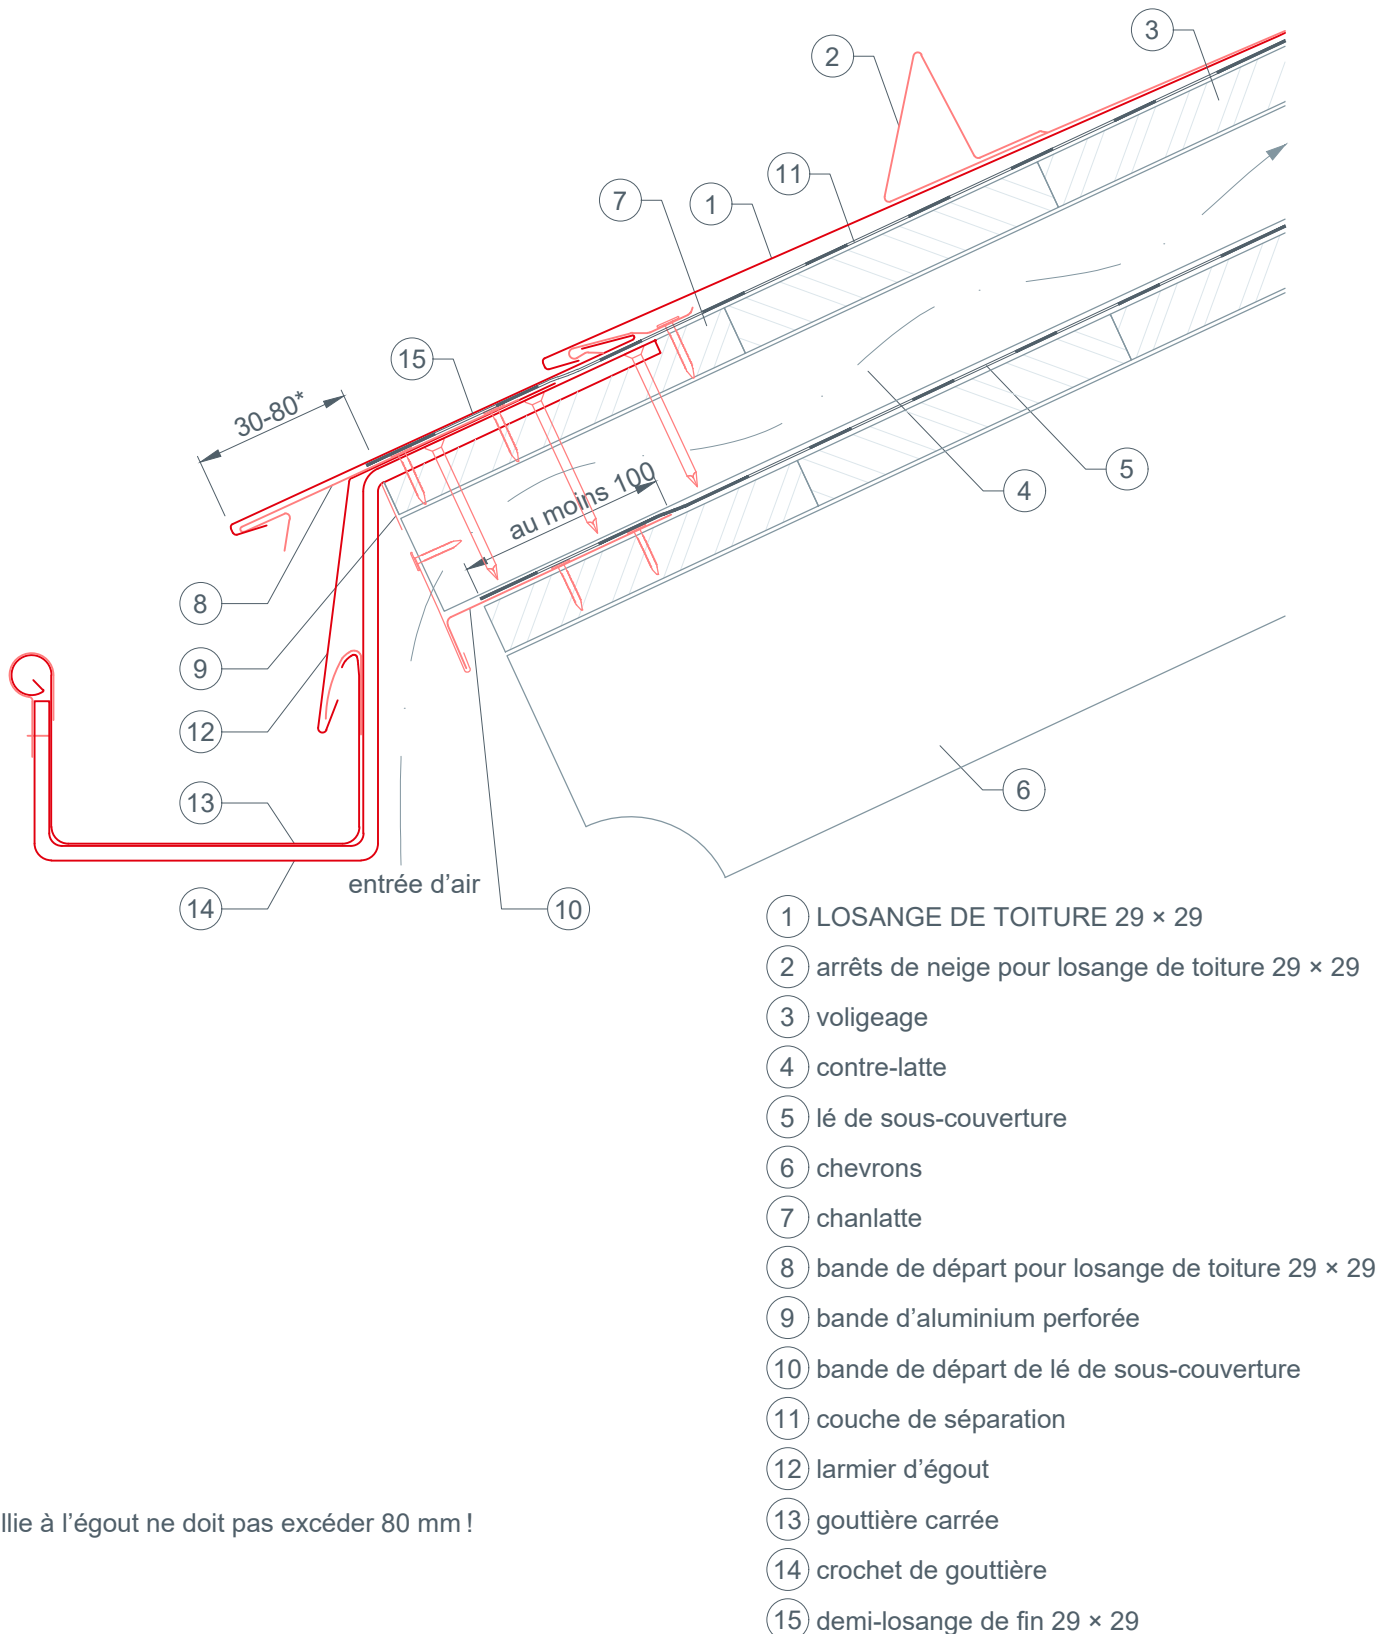 3
2
11
7
1
15
30-80*
au moins 100
5
4
8
9
12
6
13
entrée d’air
14
10
1 LOSANGE DE TOITURE 29 × 29
2 arrêts de neige pour losange de toiture 29 × 29
3 voligeage
4 contre-latte
5 lé de sous-couverture
6 chevrons
7 chanlatte
8 bande de départ pour losange de toiture 29 × 29
9 bande d’aluminium perforée
10 bande de départ de lé de sous-couverture
11 couche de séparation
12 larmier d’égout
llie à l’égout ne doit pas excéder 80 mm !
13 gouttière carrée
14 crochet de gouttière
15 demi-losange de fin 29 × 29